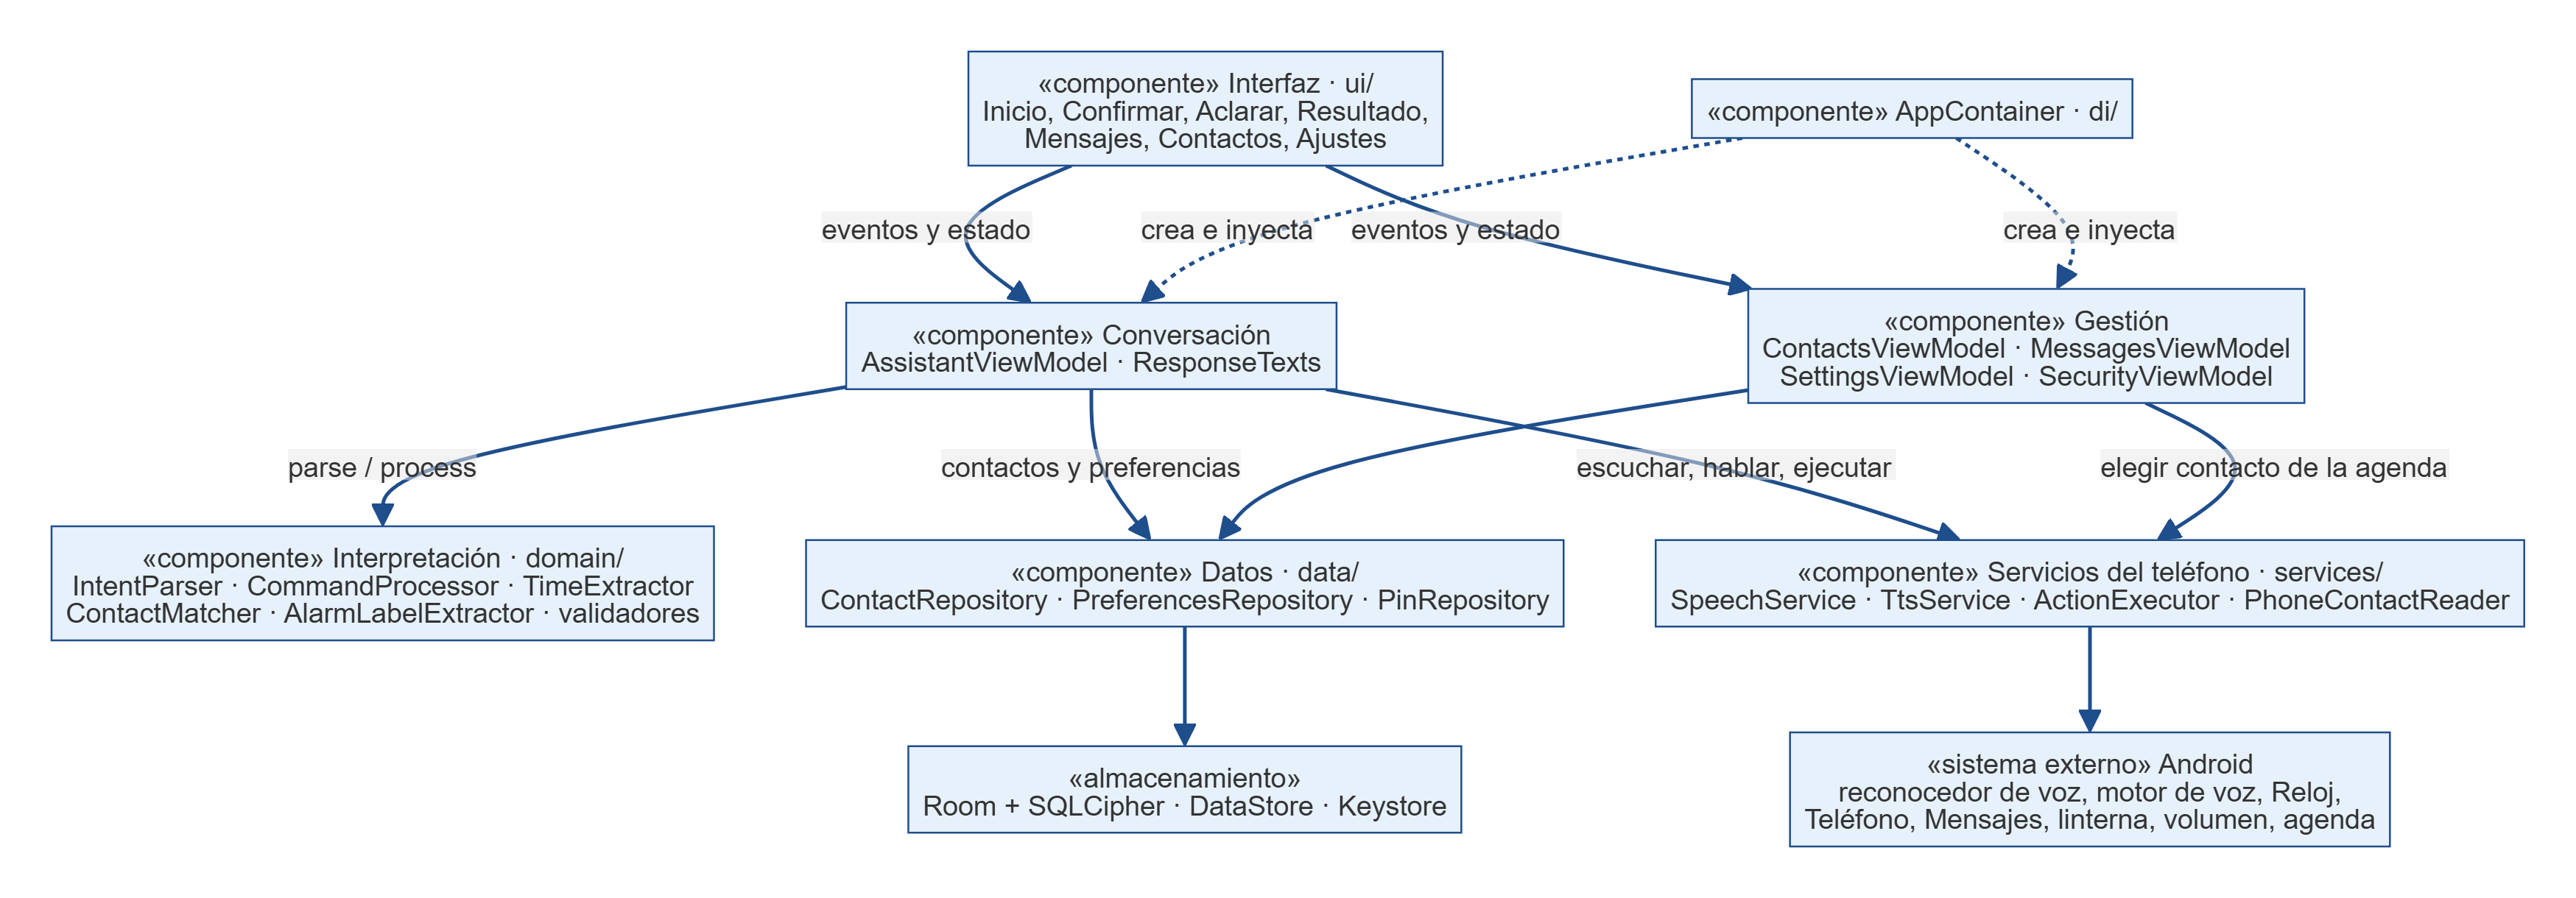 «componente» Interfaz · ui/
Inicio, Confirmar, Aclarar, Resultado,
Mensajes, Contactos, Ajustes
«componente» AppContainer · di/
eventos y estado
crea e inyecta
eventos y estado
crea e inyecta
«componente» Conversación
AssistantViewModel · ResponseTexts
«componente» Gestión
ContactsViewModel · MessagesViewModel
SettingsViewModel · SecurityViewModel
parse / process
contactos y preferencias
escuchar, hablar, ejecutar
elegir contacto de la agenda
«componente» Interpretación · domain/
IntentParser · CommandProcessor · TimeExtractor
ContactMatcher · AlarmLabelExtractor · validadores
«componente» Datos · data/
ContactRepository · PreferencesRepository · PinRepository
«componente» Servicios del teléfono · services/
SpeechService · TtsService · ActionExecutor · PhoneContactReader
«almacenamiento»
Room + SQLCipher · DataStore · Keystore
«sistema externo» Android
reconocedor de voz, motor de voz, Reloj,
Teléfono, Mensajes, linterna, volumen, agenda